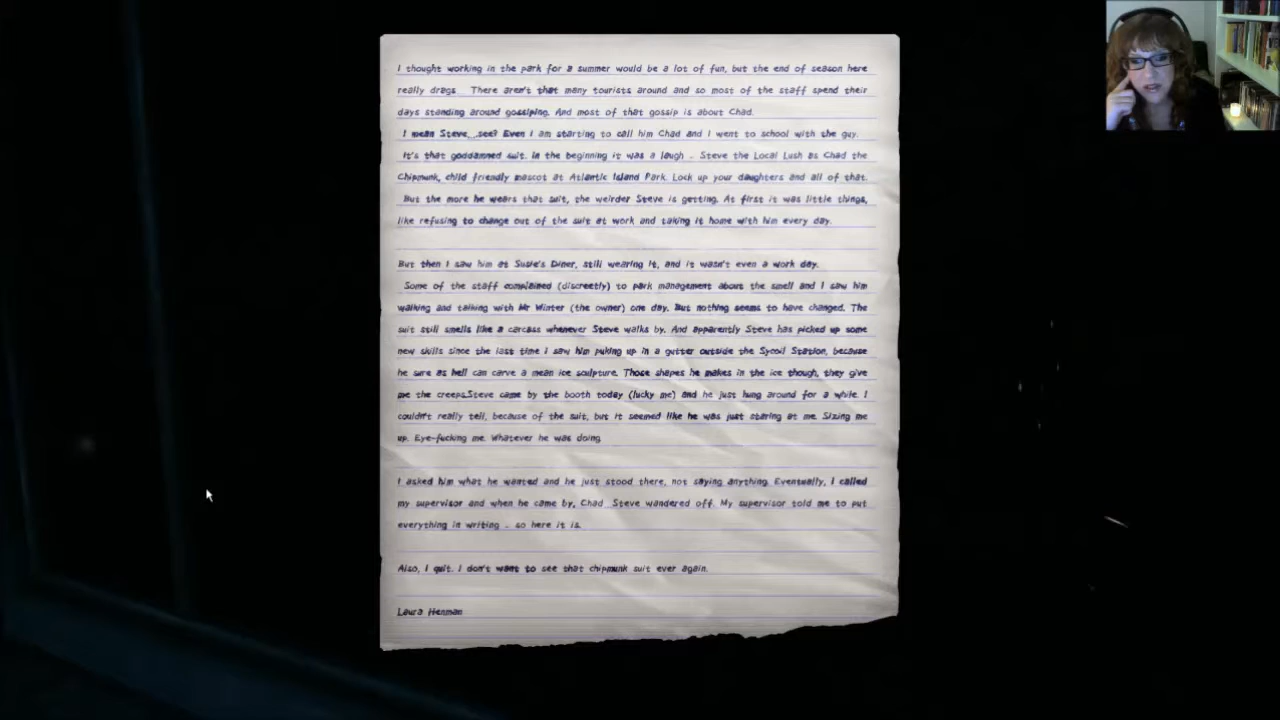 I thought working in the park for a summer would be a lot of fun, but the end of season here
really drags. There aren't that many tourists around and so most of the staff spend their
days standing around gossiping. And most of that gossip is about Chad.
I mean Steve...see? Even I am starting to call him Chad and I went to school with the guy.
It's that goddamned suit. In the beginning it was a laugh - Steve the Local Lush as Chad the
Chipmunk, child friendly mascot at Atlantic Island Park. Lock up your daughters and all of that.
But the more he wears that suit, the weirder Steve is getting. At first it was little things,
like refusing to change out of the suit at work and taking it home with him every day.
But then I saw him at Susie's Diner, still wearing it, and it wasn't even a work day.
Some of the staff complained (discreetly) to park management about the smell and I saw him
walking and talking with Mr Winter (the owner) one day. But nothing seems to have changed. The
suit still smells like a carcass whenever Steve walks by. And apparently Steve has picked up some
new skills since the last time I saw him puking up in a gutter outside the Sycoil Station, because
he sure as hell can carve a mean ice sculpture. Those shapes he makes in the ice though, they give
me the creeps.Steve came by the booth today (lucky me) and he just hung around for a while. I
couldn't really tell, because of the suit, but it seemed like he was just staring at me. Sizing me
up. Eye-fucking me. Whatever he was doing.
I asked him what he wanted and he just stood there, not saying anything. Eventually, I called
my supervisor and when he came by, Chad Steve wandered off. My supervisor told me to put
everything in writing - so here it is.
Also, I quit. I don't want to see that chipmunk suit ever again.
Laura Henman